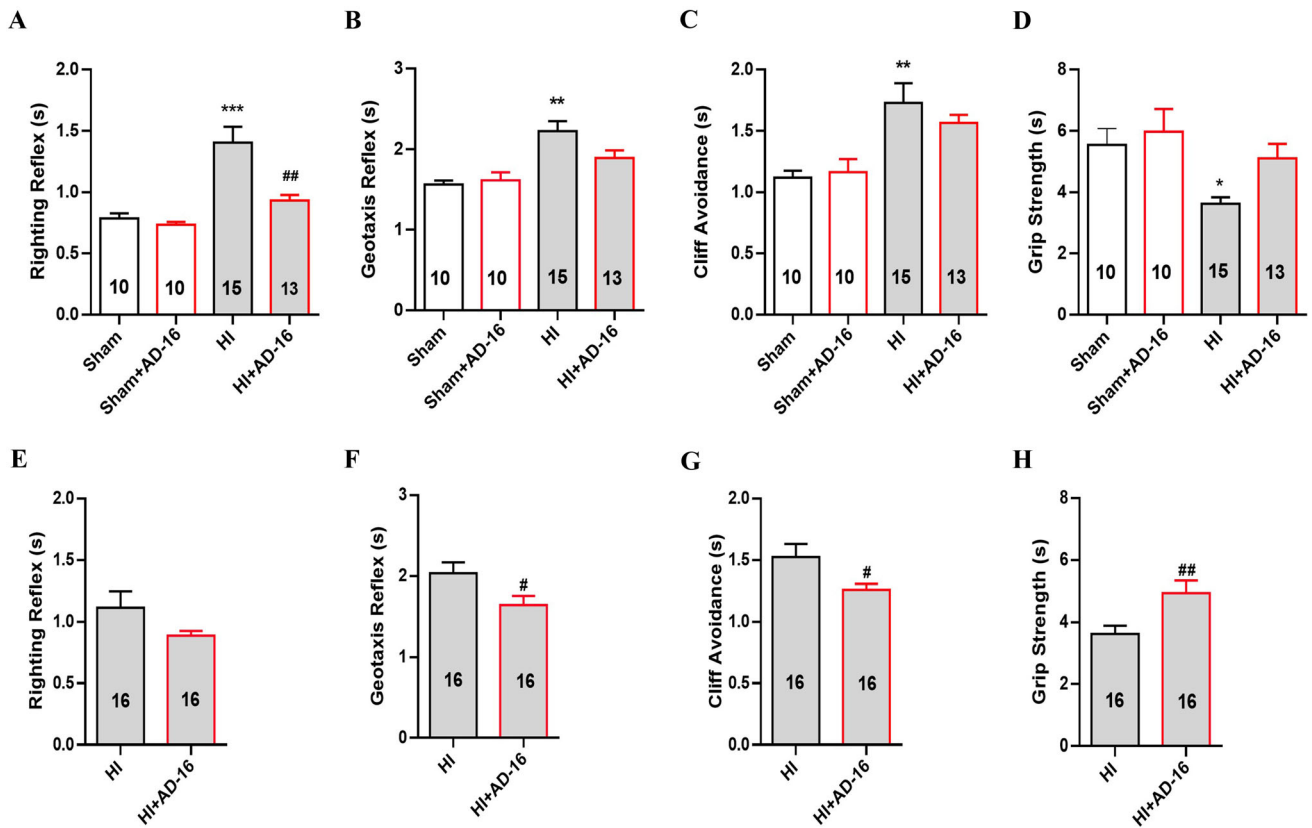 A
B
C
D
Righting Reflex (s)
2.0
1.5
1.0
0.5
0.0
***
##
10
10
15
13
Sham
Sham+AD-16
HI
HI+AD-16
Geotaxis Reflex (s)
3
2
1
0
**
10
10
15
13
Sham
Sham+AD-16
HI
HI+AD-16
Cliff Avoidance (s)
2.0
1.5
1.0
0.5
0.0
**
10
10
15
13
Sham
Sham+AD-16
HI
HI+AD-16
Grip Strength (s)
8
6
4
2
0
*
10
10
15
13
Sham
Sham+AD-16
HI
HI+AD-16
E
F
G
H
Righting Reflex (s)
2.0
1.5
1.0
0.5
0.0
16
16
HI
HI+AD-16
Geotaxis Reflex (s)
3
2
1
0
#
16
16
HI
HI+AD-16
Cliff Avoidance (s)
2.0
1.5
1.0
0.5
0.0
#
16
16
HI
HI+AD-16
Grip Strength (s)
8
6
4
2
0
##
16
16
HI
HI+AD-16